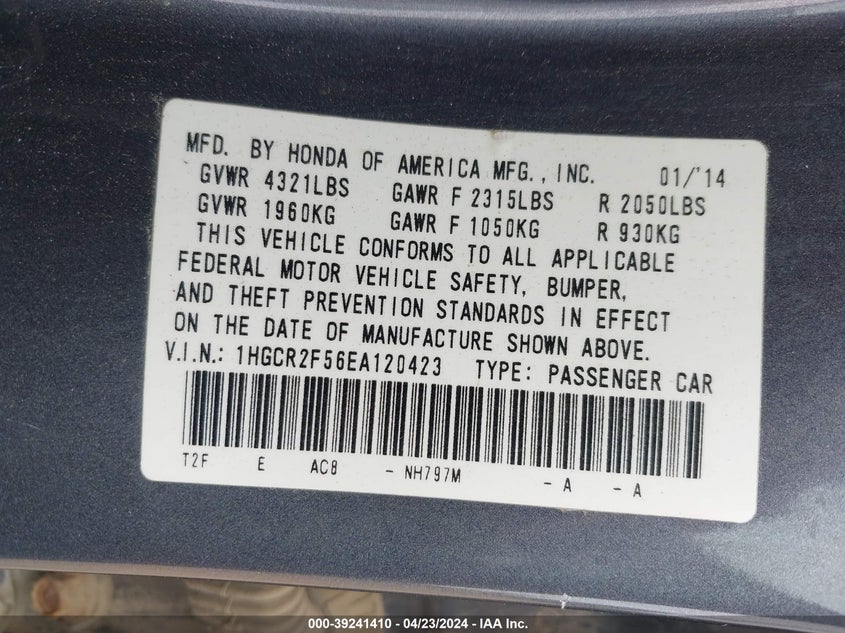 MFD. BY HONDA OF AMERICA MFG., INC. 01/'14
GVWR 4321LBS GAWR F 2315LBS R 2050LBS
GVWR 1960KG GAWR F 1050KG R 930KG
THIS VEHICLE CONFORMS TO ALL APPLICABLE
FEDERAL MOTOR VEHICLE SAFETY, BUMPER,
AND THEFT PREVENTION STANDARDS IN EFFECT
ON THE DATE OF MANUFACTURE SHOWN ABOVE.
V.I.N.: 1HGCR2F56EA120423 TYPE: PASSENGER CAR
T2F E AC8 - NH797M - A - A
000-39241410 - 04/23/2024 - IAA Inc.